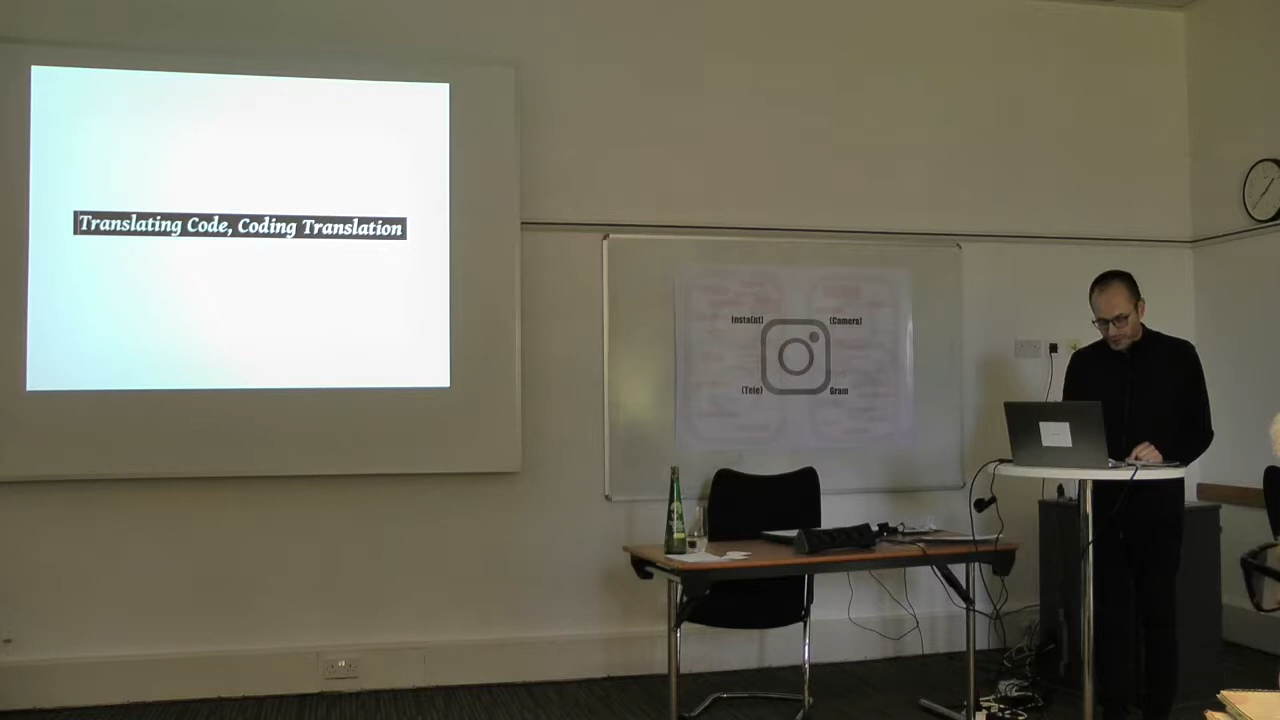 Translating Code, Coding Translation
Insta(nt)
(Camera)
(Tele)
Gram